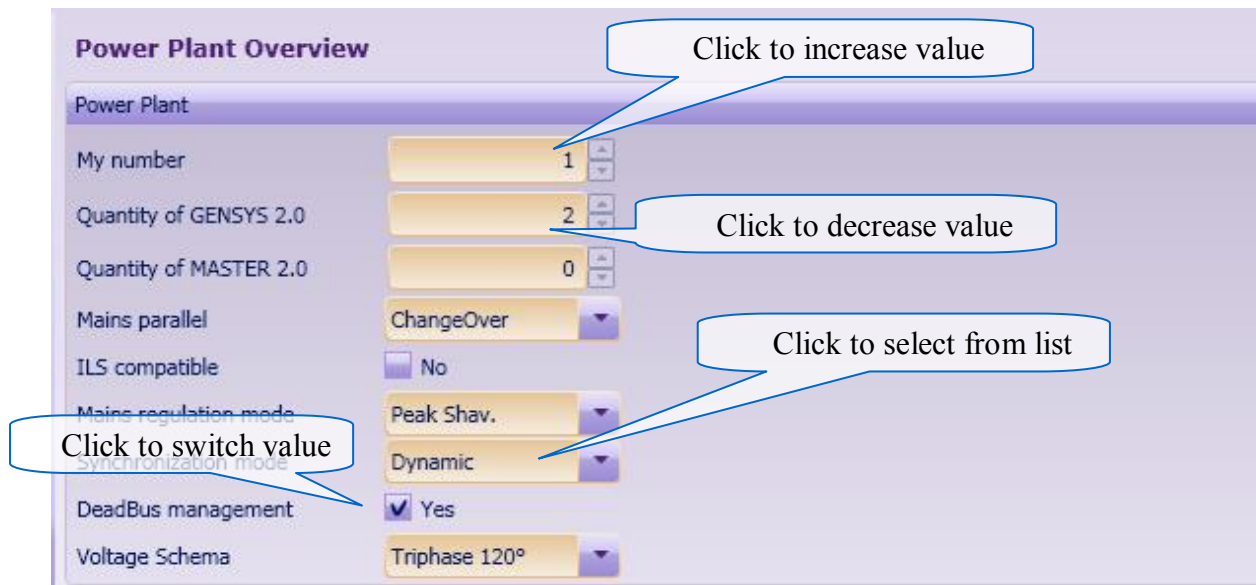 Power Plant Overview
Click to increase value
Power Plant
My number 1
Quantity of GENSYS 2.0 2
Click to decrease value
Quantity of MASTER 2.0 0
Mains parallel ChangeOver
Click to select from list
ILS compatible No
Mains regulation mode Peak Shav.
Click to switch value
Synchronization mode Dynamic
DeadBus management Yes
Voltage Schema Triphase 120°